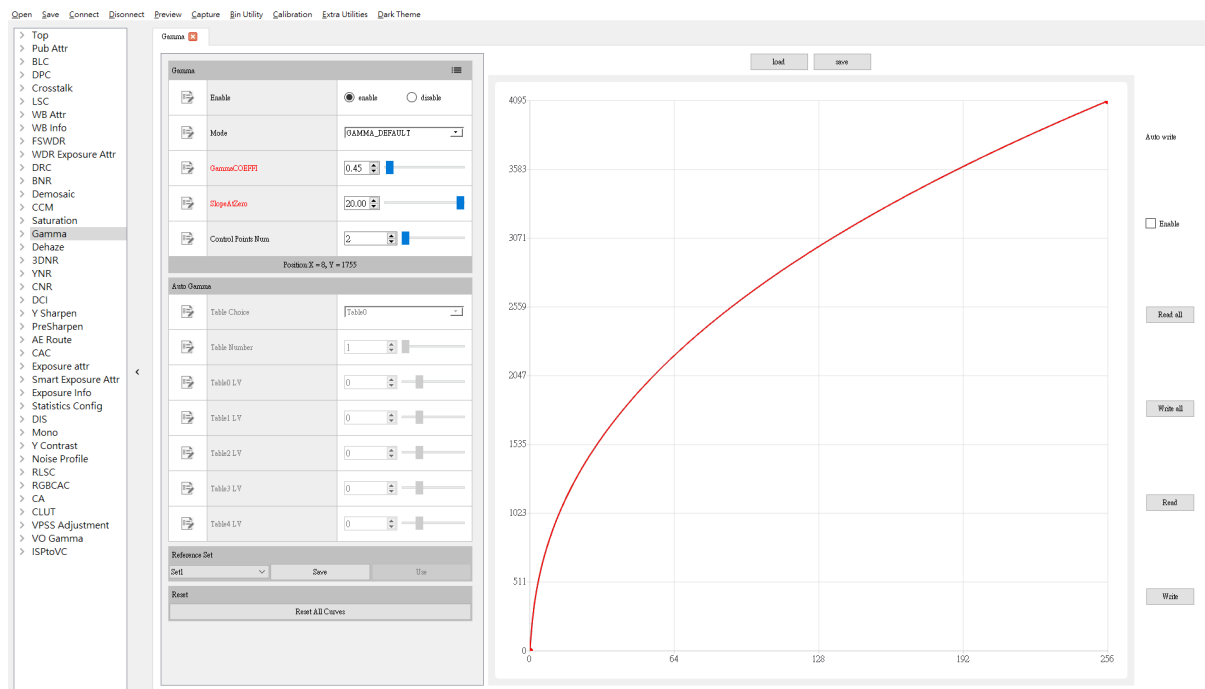 Open Save Connect Disonnect Preview Capture Bin Utility Calibration Extra Utilities Dark Theme
Top
Pub Attr
BLC
DPC
Crosstalk
LSC
WB Attr
WB Info
FSWDR
WDR Exposure Attr
DRC
BNR
Demosaic
CCM
Saturation
Gamma
Dehaze
3DNR
YNR
CNR
DCI
Y Sharpen
PreSharpen
AE Route
CAC
Exposure attr
Smart Exposure Attr
Exposure Info
Statistics Config
DIS
Mono
Y Contrast
Noise Profile
RLSC
RGBCAC
CA
CLUT
VPSS Adjustment
VO Gamma
ISPtoVC
Gamma
Gamma
Enable enable disable
Mode GAMMA_DEFAULT
GammaCOEFFI 0.45
SlopeAtZero 20.00
Control Points Num 2
Position:X = 8, Y = 1755
Auto Gamma
Table Choice Table0
Table Number 1
Table0 LV 0
Table1 LV 0
Table2 LV 0
Table3 LV 0
Table4 LV 0
Reference Set
Set1 Save Use
Reset
Reset All Curves
load save
4095
3583
3071
2559
2047
1535
1023
511
0
0 64 128 192 256
Auto write
Enable
Read all
Write all
Read
Write